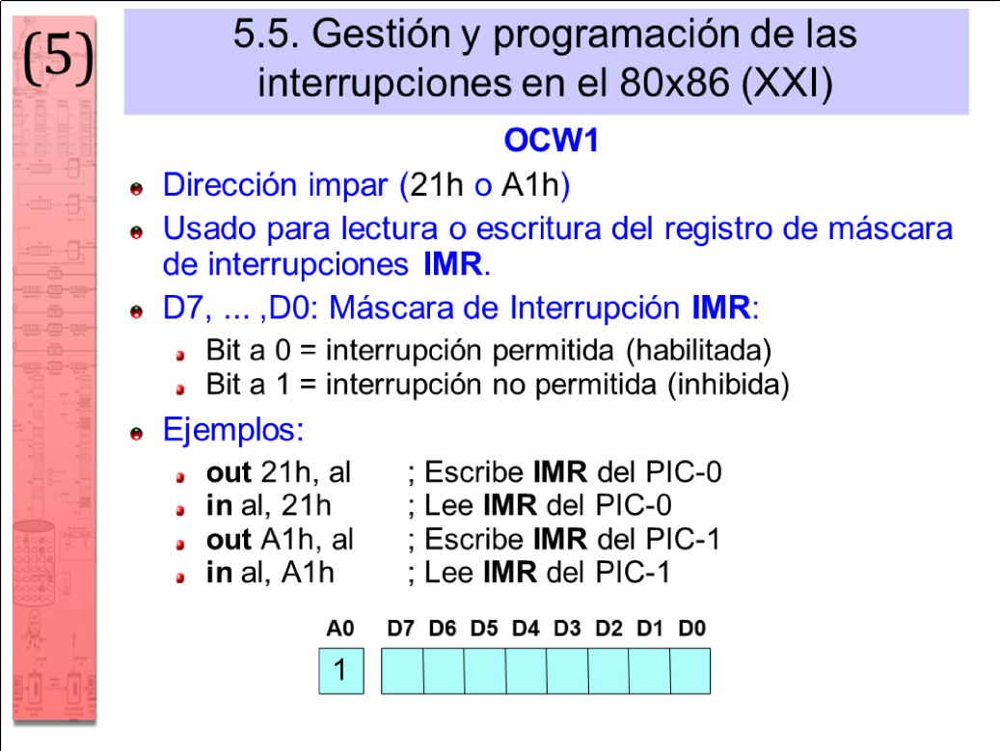 (5)
5.5. Gestión y programación de las
interrupciones en el 80x86 (XXI)
OCW1
Dirección impar (21h o A1h)
Usado para lectura o escritura del registro de máscara
de interrupciones IMR.
D7, ... ,D0: Máscara de Interrupción IMR:
Bit a 0 = interrupción permitida (habilitada)
Bit a 1 = interrupción no permitida (inhibida)
Ejemplos:
out 21h, al ; Escribe IMR del PIC-0
in al, 21h ; Lee IMR del PIC-0
out A1h, al ; Escribe IMR del PIC-1
in al, A1h ; Lee IMR del PIC-1
A0 D7 D6 D5 D4 D3 D2 D1 D0
1